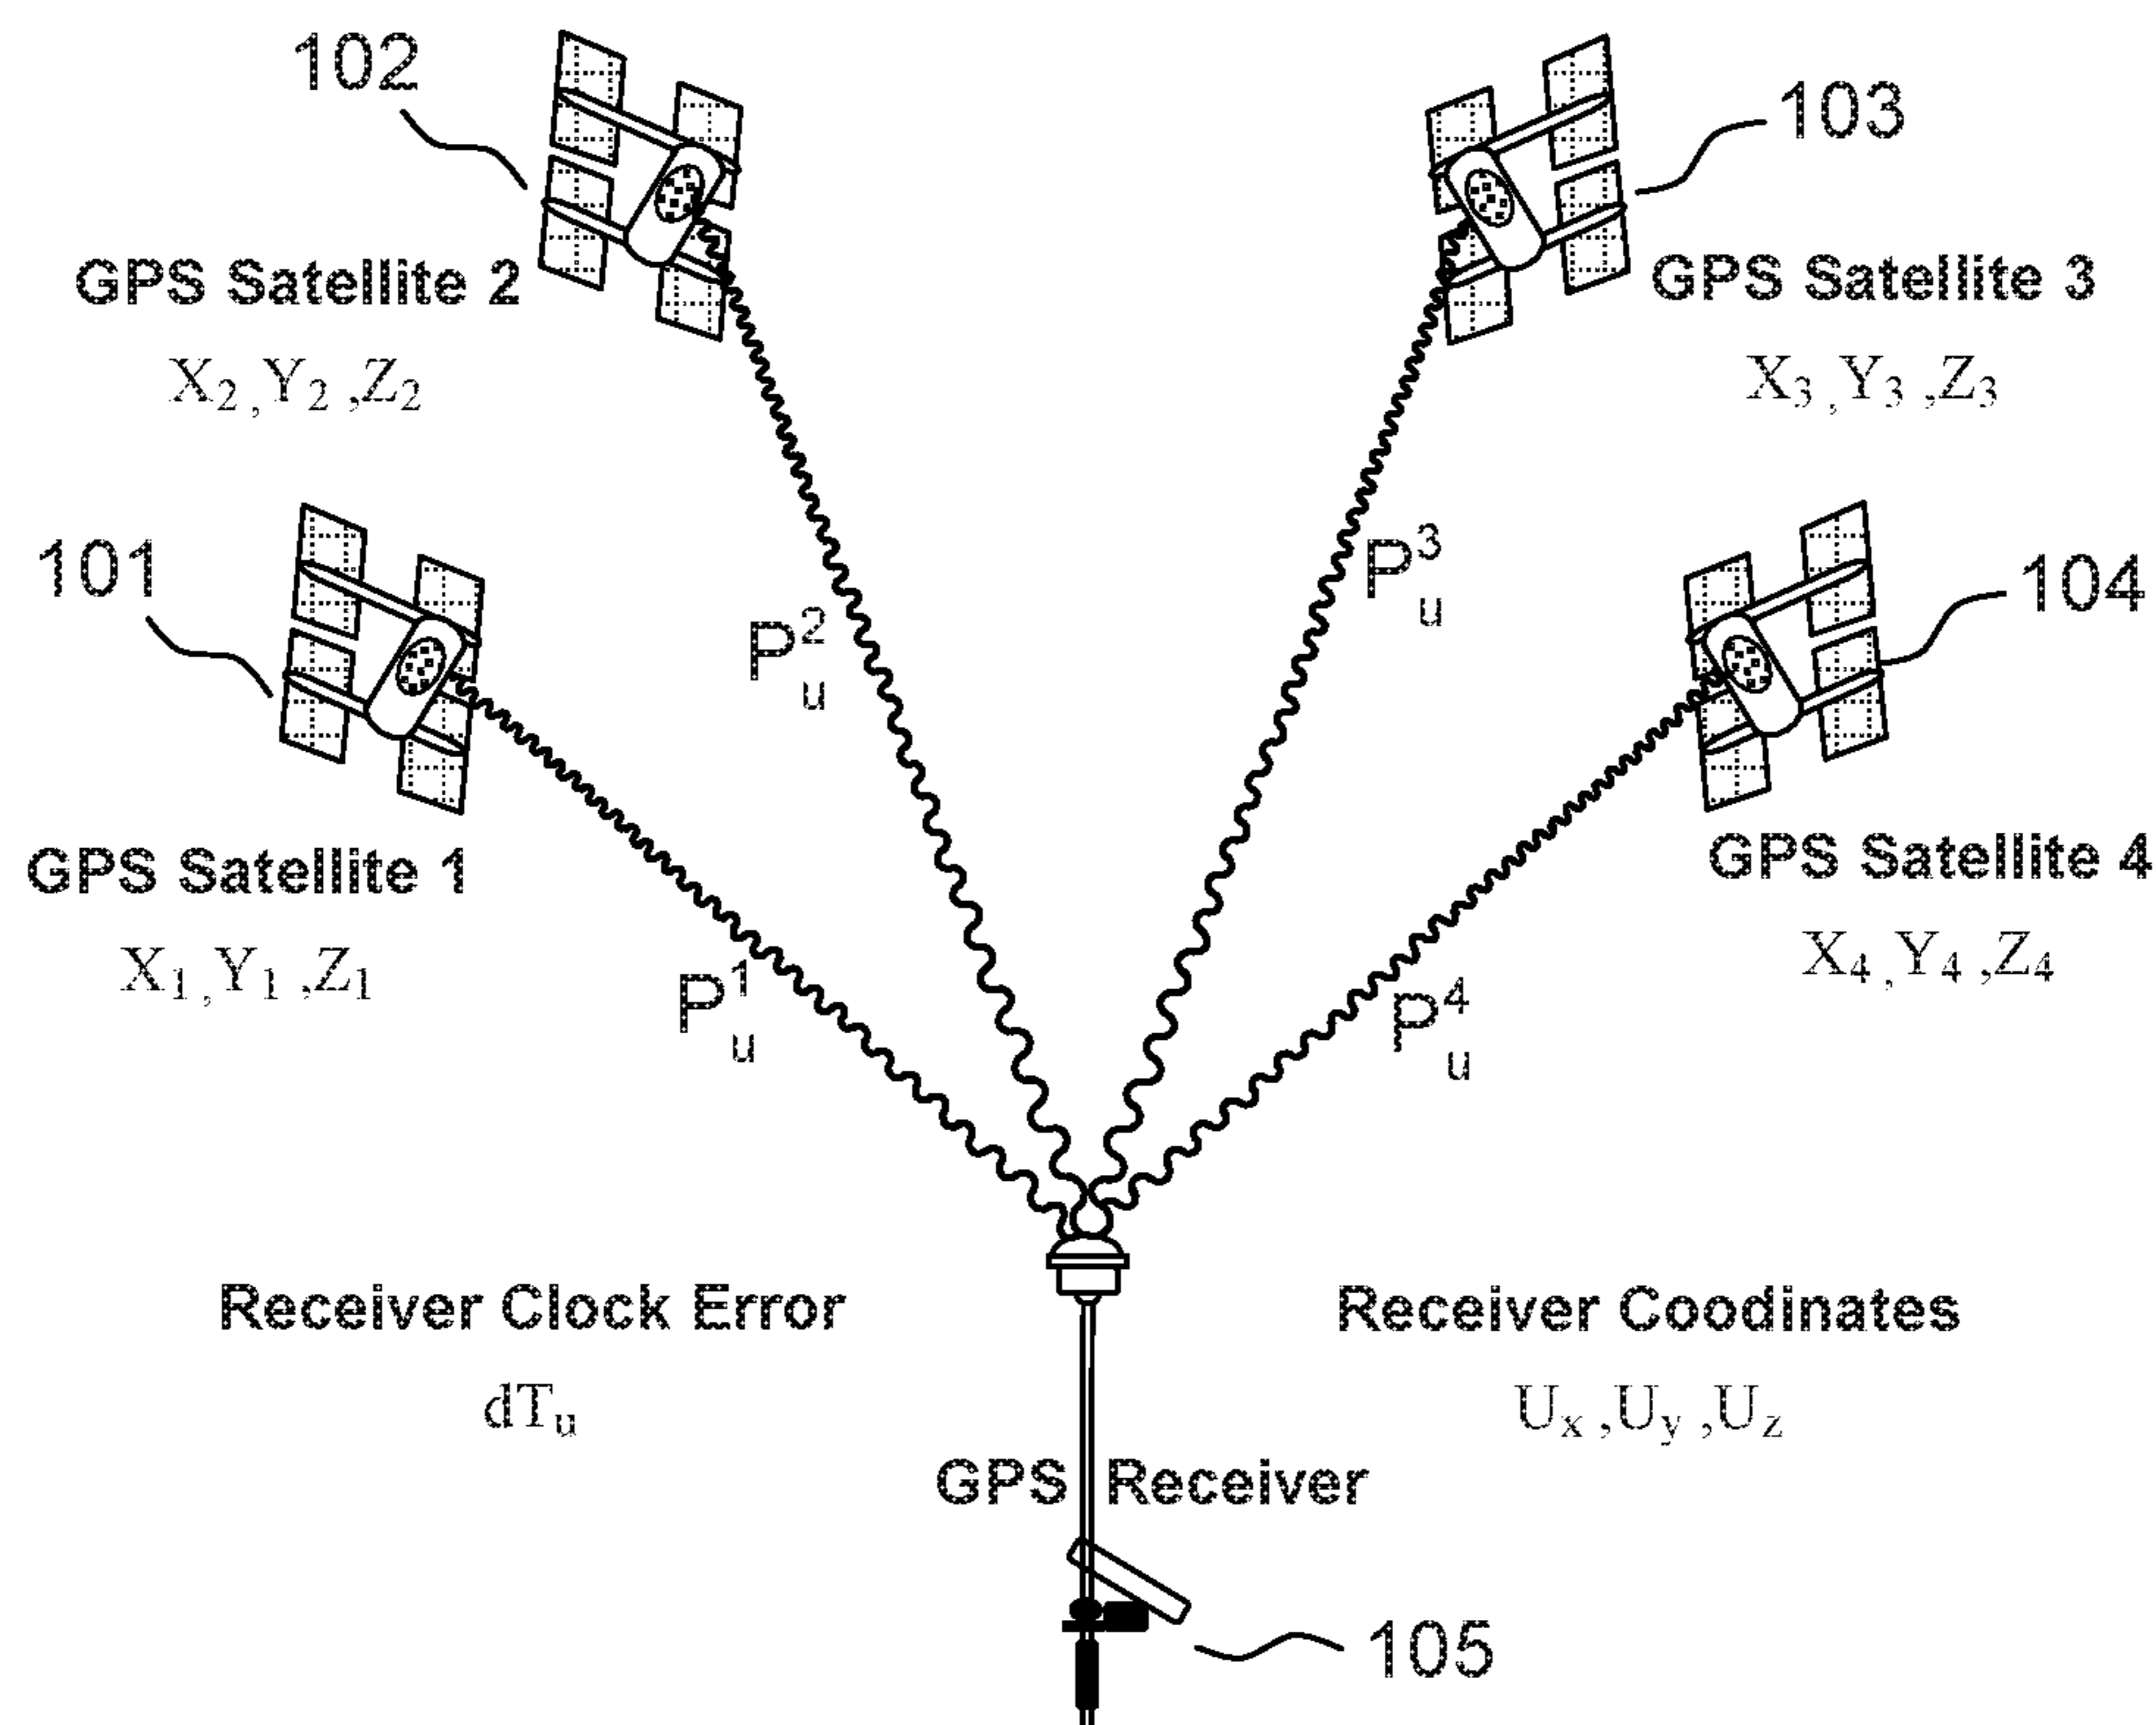 102
103
GPS Satellite 2
GPS Satellite 3
X₂,Y₂,Z₂
X₃,Y₃,Z₃
101
104
P³ᵤ
P²ᵤ
GPS Satellite 1
GPS Satellite 4
X₁,Y₁,Z₁
X₄,Y₄,Z₄
P¹ᵤ
P⁴ᵤ
Receiver Clock Error
Receiver Coodinates
dTᵤ
Uₓ,Uy,Uz
GPS Receiver
105